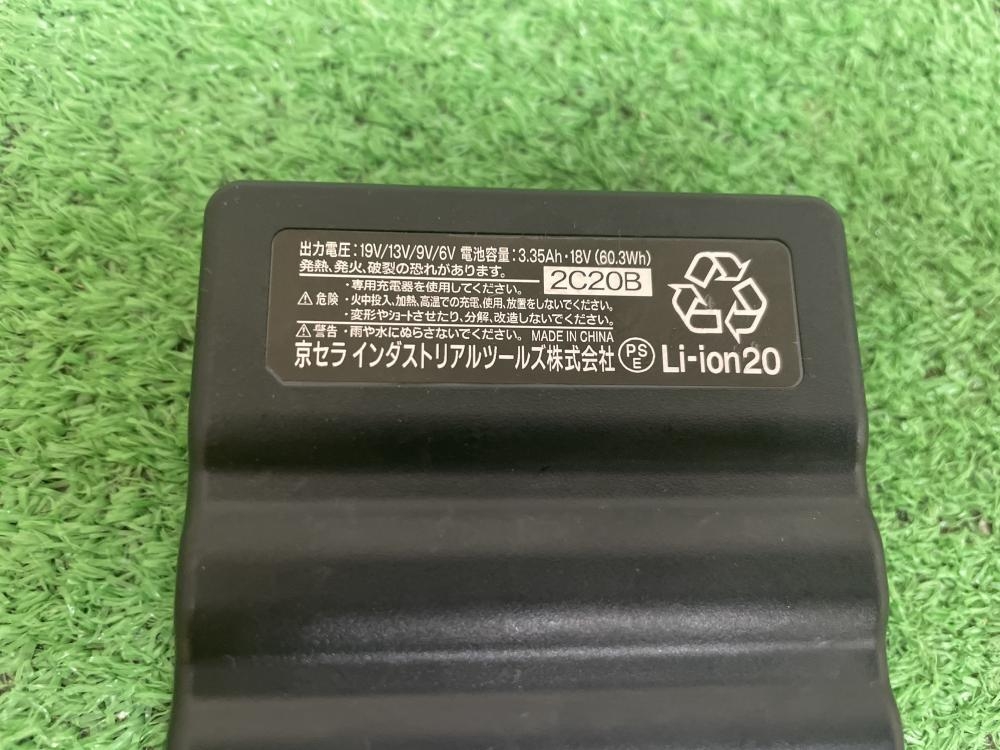 出力電圧:19V/13V/9V/6V 電池容量:3.35Ah・18V (60.3Wh)
発熱、発火、破裂の恐れがあります。
2C20B
・専用充電器を使用してください。
⚠危険 ・火中投入、加熱、高温での充電、使用、放置をしないでください。
・変形やショートさせたり、分解、改造しないでください。
⚠警告 ・雨や水にぬらさないでください。 MADE IN CHINA
京セラ インダストリアルツールズ株式会社 PSE Li-ion20